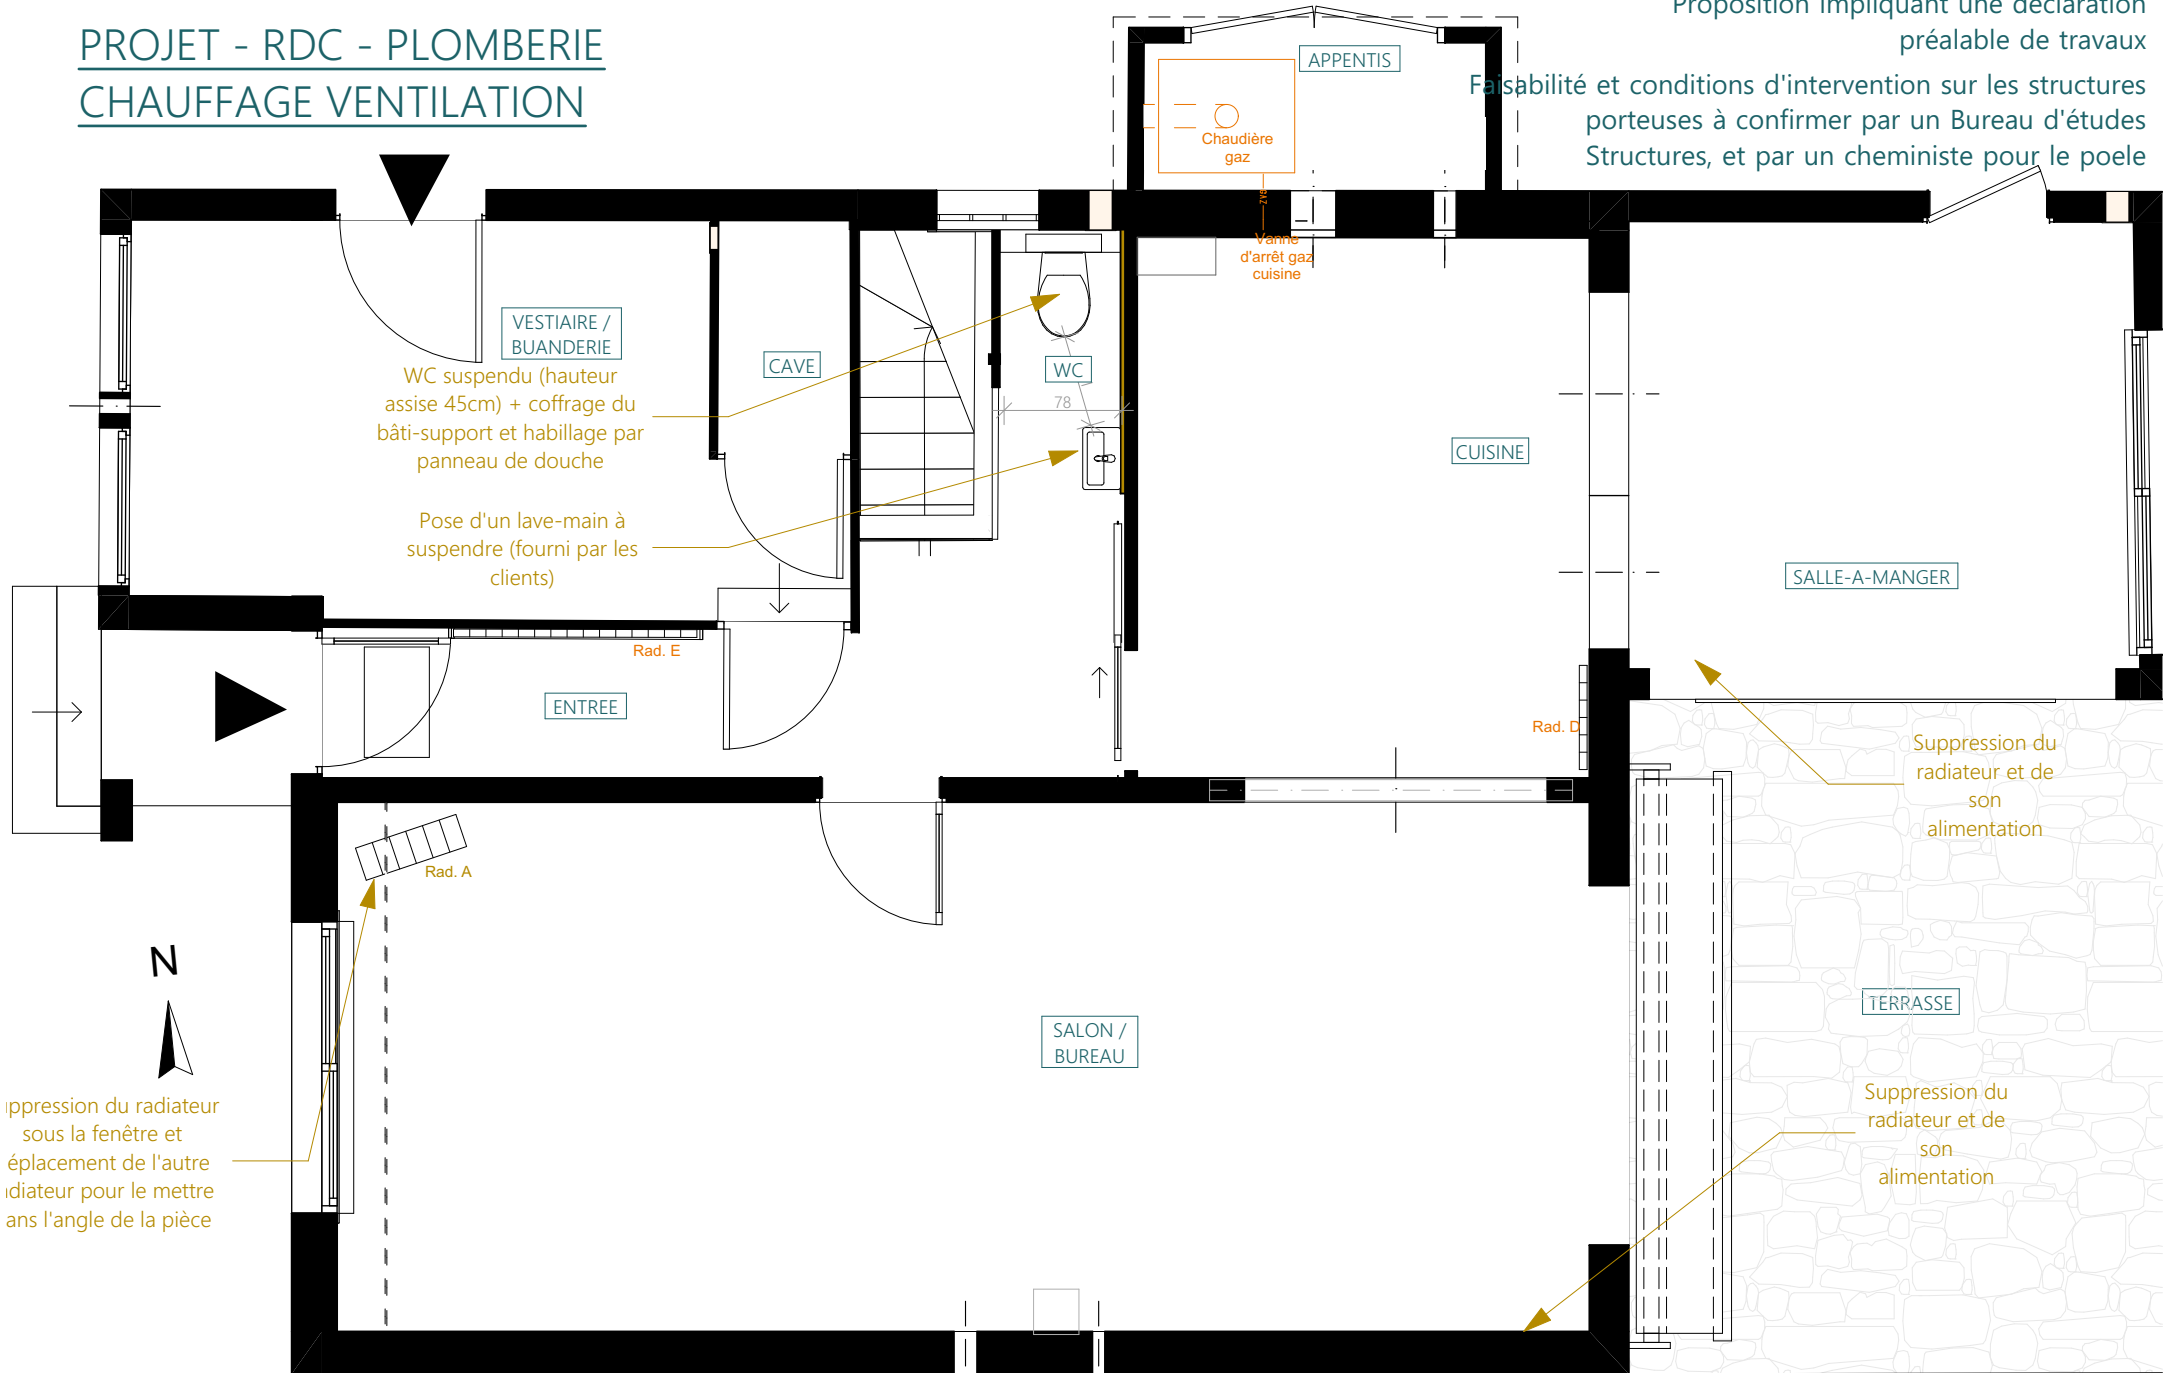 PROJET - RDC - PLOMBERIE
CHAUFFAGE VENTILATION
Proposition impliquant une déclaration
préalable de travaux
Faisabilité et conditions d'intervention sur les structures
porteuses à confirmer par un Bureau d'études
Structures, et par un cheministe pour le poele
APPENTIS
Chaudière
gaz
GAZ
Vanne
d'arrêt gaz
cuisine
VESTIAIRE /
BUANDERIE
WC suspendu (hauteur
assise 45cm) + coffrage du
bâti-support et habillage par
panneau de douche
Pose d'un lave-main à
suspendre (fourni par les
clients)
CAVE
WC
78
CUISINE
SALLE-A-MANGER
Rad. E
ENTREE
Rad. D
Suppression du
radiateur et de
son
alimentation
Rad. A
N
SALON /
BUREAU
TERRASSE
uppression du radiateur
sous la fenêtre et
éplacement de l'autre
adiateur pour le mettre
ans l'angle de la pièce
Suppression du
radiateur et de
son
alimentation